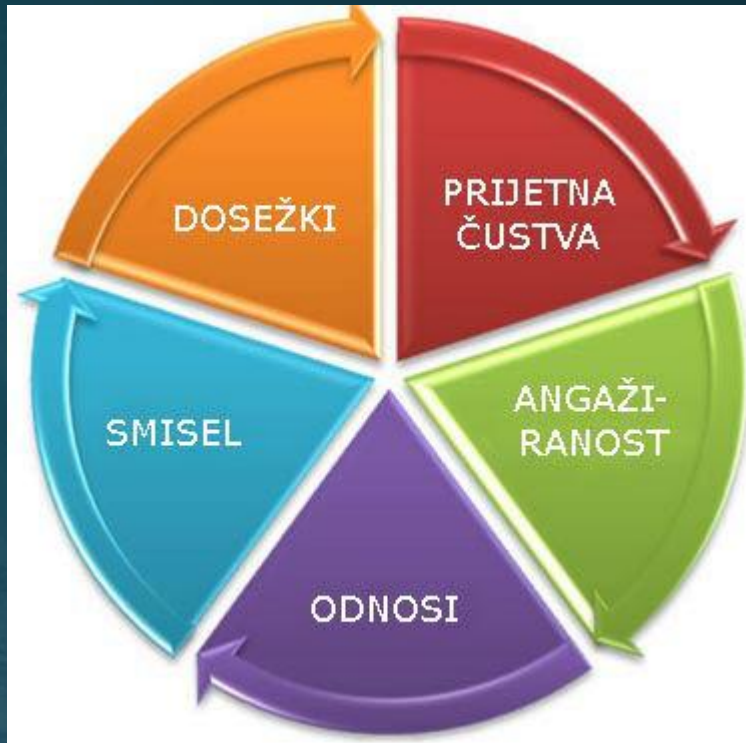 PRIJETNA
ČUSTVA
ANGAŽI-
RANOST
ODNOSI
SMISEL
DOSEŽKI